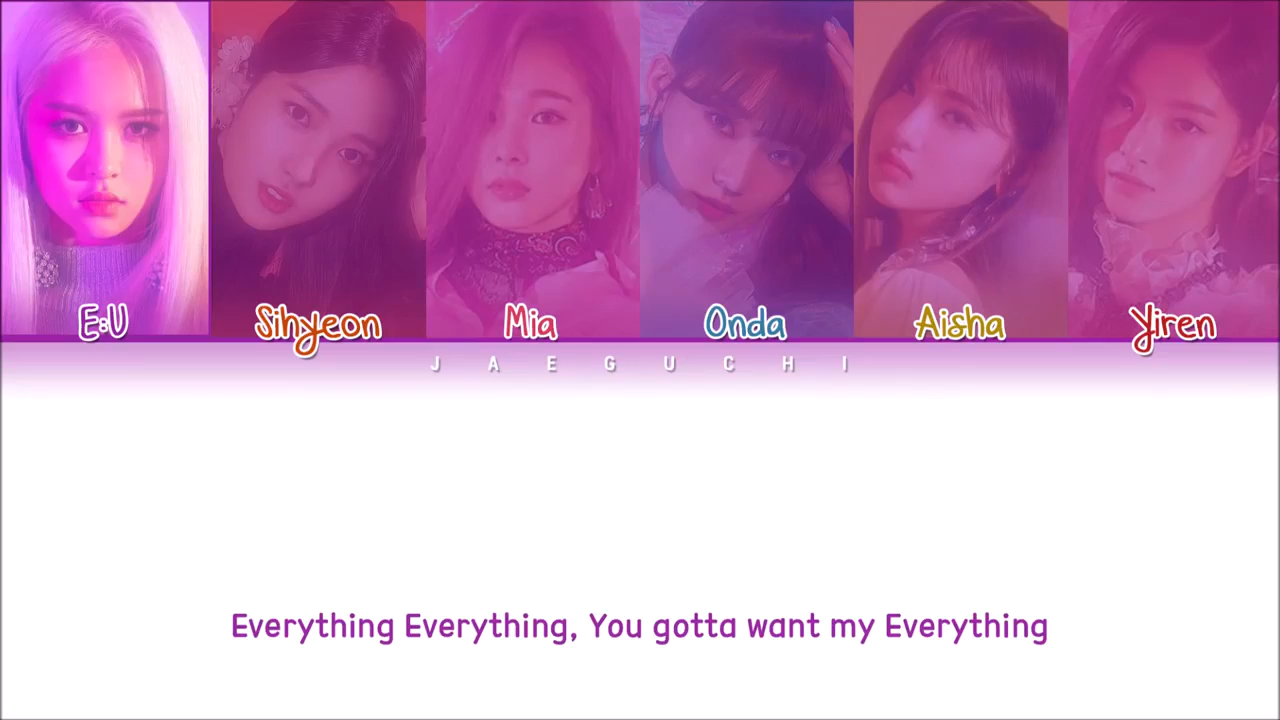 E:U Sihyeon Mia Onda Aisha Yiren
J A E G U C H I
Everything Everything, You gotta want my Everything